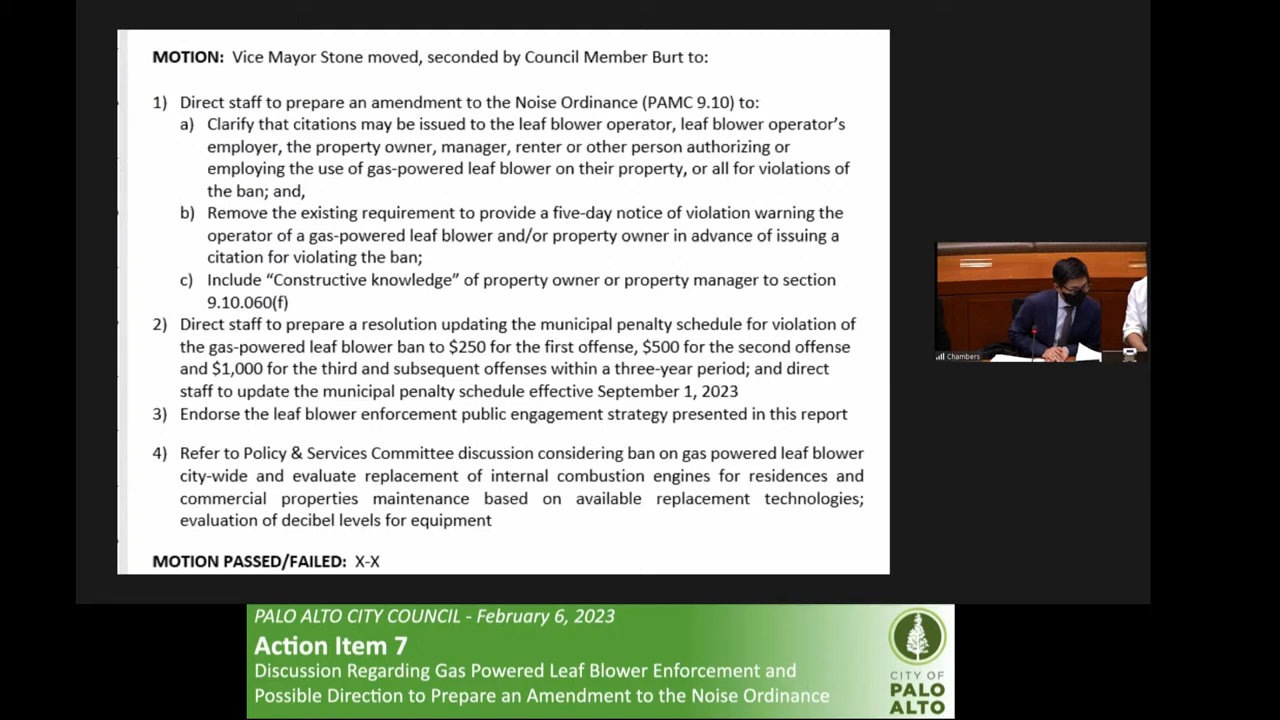 MOTION: Vice Mayor Stone moved, seconded by Council Member Burt to:
1) Direct staff to prepare an amendment to the Noise Ordinance (PAMC 9.10) to:
a) Clarify that citations may be issued to the leaf blower operator, leaf blower operator's
employer, the property owner, manager, renter or other person authorizing or
employing the use of gas-powered leaf blower on their property, or all for violations of
the ban; and,
b) Remove the existing requirement to provide a five-day notice of violation warning the
operator of a gas-powered leaf blower and/or property owner in advance of issuing a
citation for violating the ban;
c) Include “Constructive knowledge” of property owner or property manager to section
9.10.060(f)
2) Direct staff to prepare a resolution updating the municipal penalty schedule for violation of
the gas-powered leaf blower ban to $250 for the first offense, $500 for the second offense
and $1,000 for the third and subsequent offenses within a three-year period; and direct
staff to update the municipal penalty schedule effective September 1, 2023
3) Endorse the leaf blower enforcement public engagement strategy presented in this report
4) Refer to Policy & Services Committee discussion considering ban on gas powered leaf blower
city-wide and evaluate replacement of internal combustion engines for residences and
commercial properties maintenance based on available replacement technologies;
evaluation of decibel levels for equipment
MOTION PASSED/FAILED: X-X
Chambers
PALO ALTO CITY COUNCIL - February 6, 2023
Action Item 7
Discussion Regarding Gas Powered Leaf Blower Enforcement and
Possible Direction to Prepare an Amendment to the Noise Ordinance
CITY OF
PALO
ALTO